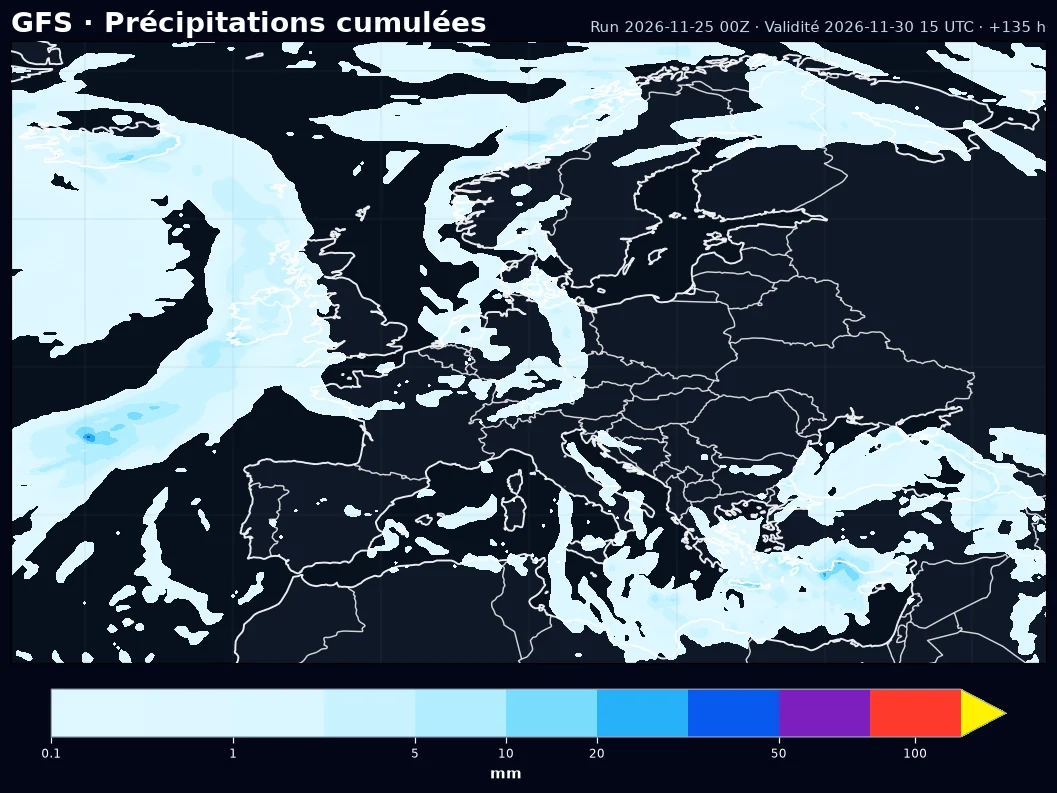 GFS · Précipitations cumulées
Run 2026-11-25 00Z · Validité 2026-11-30 15 UTC · +135 h
0.1 1 5 10 20 50 100
mm